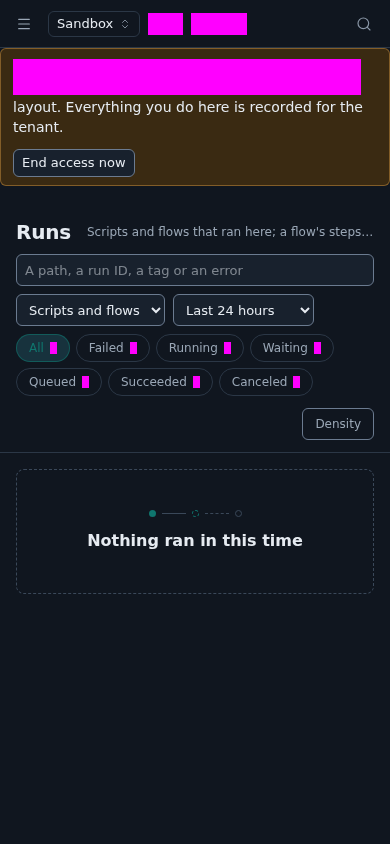 Sandbox
layout. Everything you do here is recorded for the
tenant.
End access now
Runs
Scripts and flows that ran here; a flow's steps…
A path, a run ID, a tag or an error
Scripts and flows
Last 24 hours
All
Failed
Running
Waiting
Queued
Succeeded
Canceled
Density
Nothing ran in this time